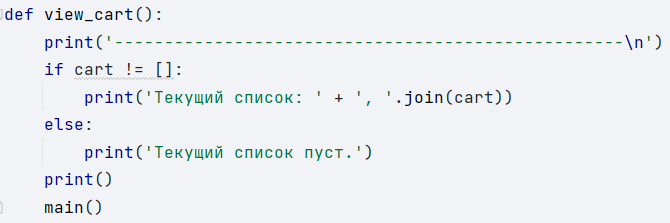 def view_cart():
    print('---------------------------------------------------\n')
    if cart != []:
        print('Текущий список: ' + ', '.join(cart))
    else:
        print('Текущий список пуст.')
    print()
    main()